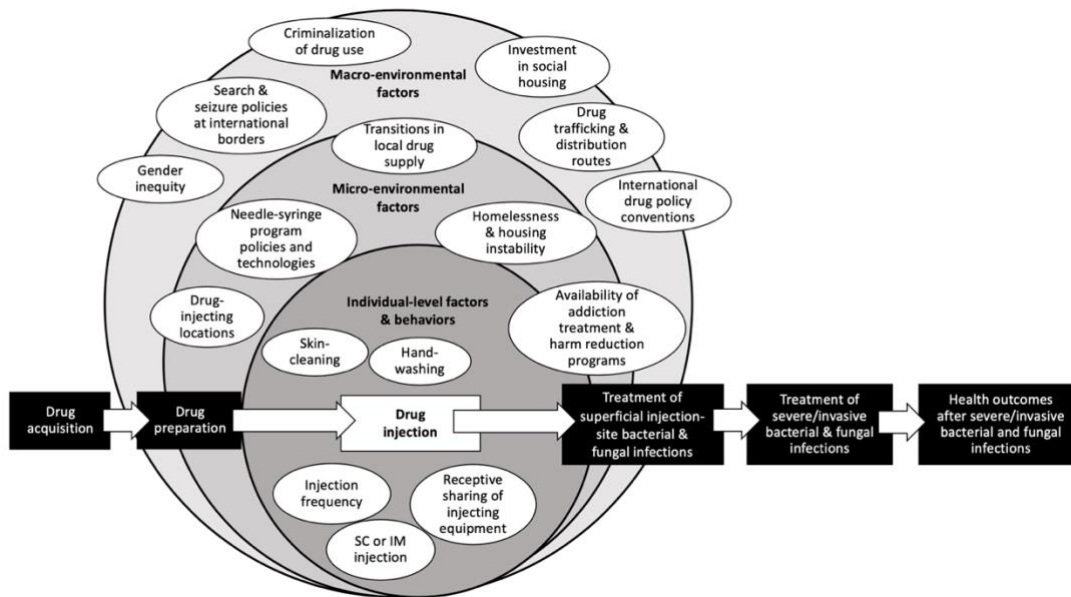 Criminalization
of drug use
Investment
in social
housing
Macro-environmental
factors
Search &
seizure policies
at international
borders
Drug
trafficking &
distribution
routes
Transitions in
local drug
supply
Gender
inequity
International
drug policy
conventions
Micro-environmental
factors
Needle-syringe
program
policies and
technologies
Homelessness
& housing
instability
Individual-level factors
& behaviors
Drug-
injecting
locations
Availability of
addiction
treatment &
harm reduction
programs
Skin-
cleaning
Hand-
washing
Drug
acquisition
Drug
preparation
Drug
injection
Treatment of
superficial injection-
site bacterial &
fungal infections
Treatment of
severe/invasive
bacterial & fungal
infections
Health outcomes
after severe/invasive
bacterial and fungal
infections
Injection
frequency
Receptive
sharing of
injecting
equipment
SC or IM
injection